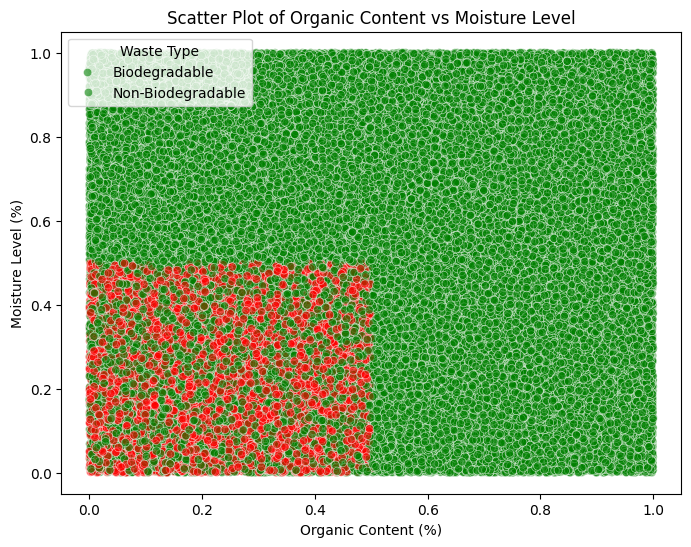 Scatter Plot of Organic Content vs Moisture Level
Waste Type
Biodegradable
Non-Biodegradable
Moisture Level (%)
1.0
0.8
0.6
0.4
0.2
0.0
0.0 0.2 0.4 0.6 0.8 1.0
Organic Content (%)